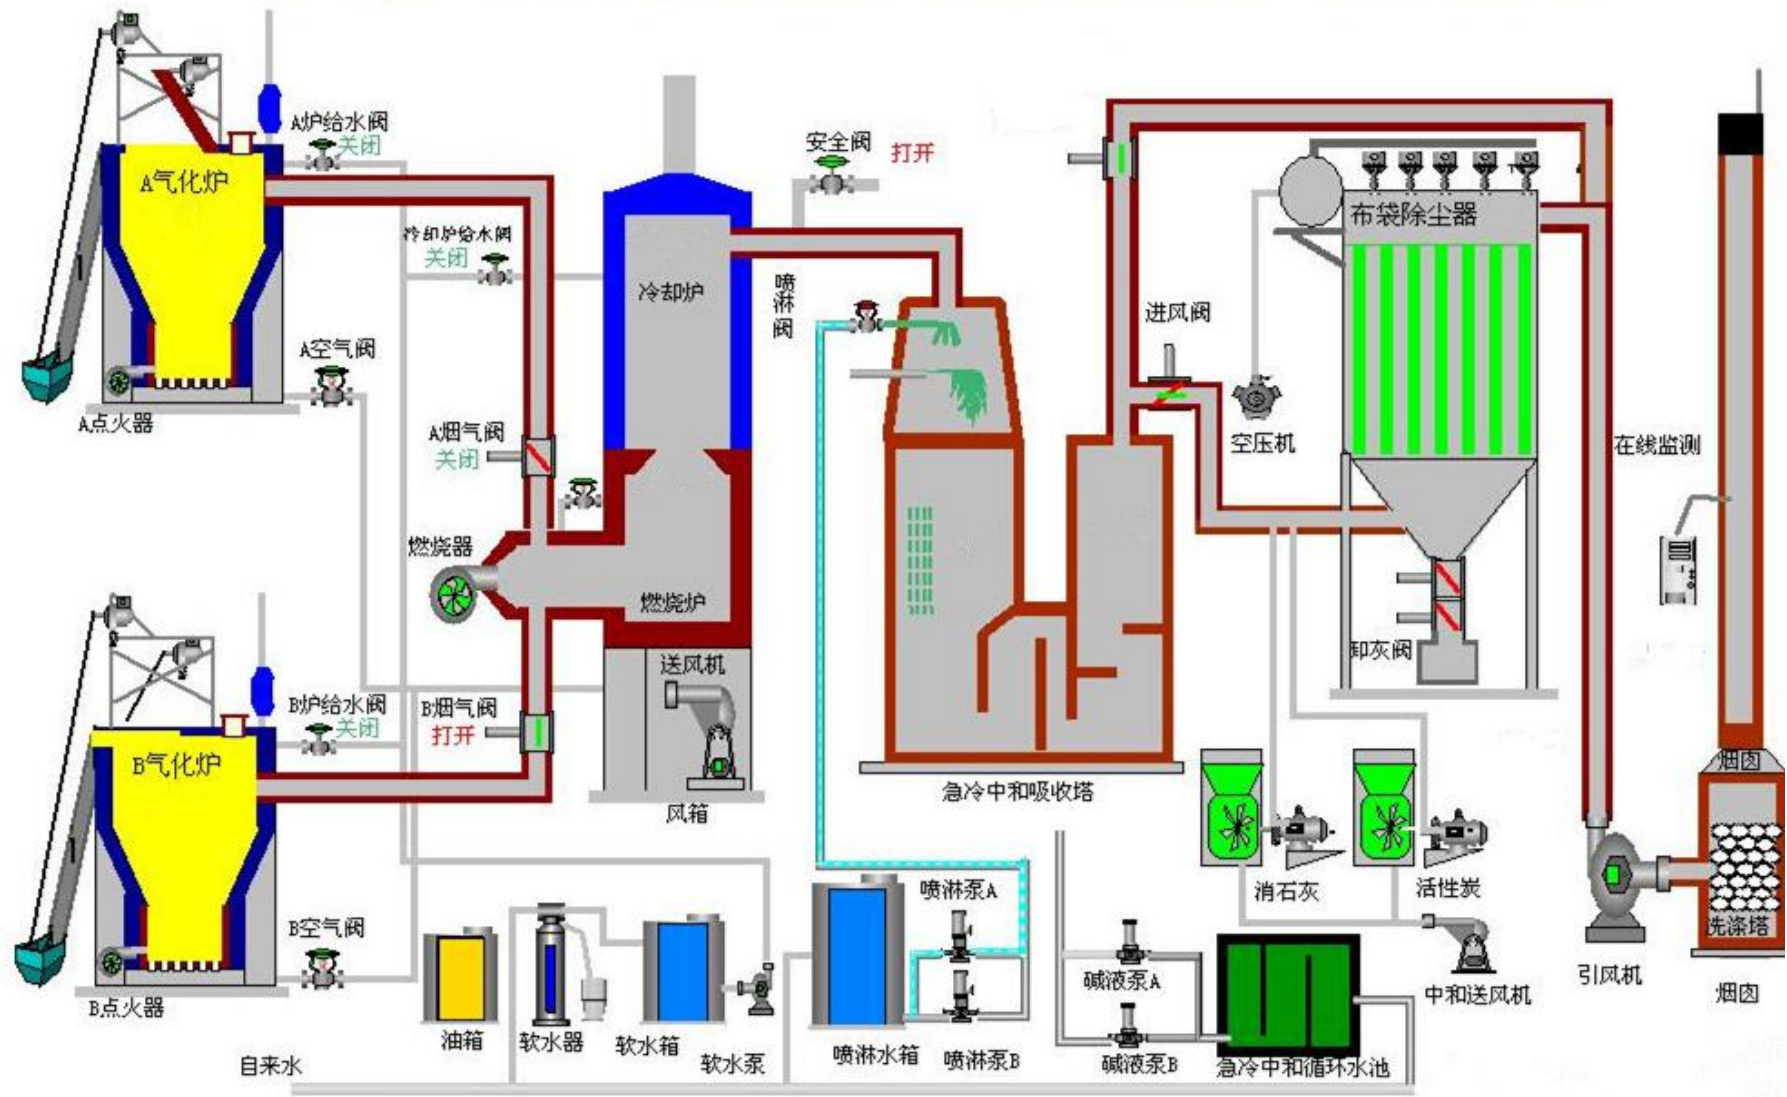 A炉给水阀
关闭
A气化炉
安全阀
打开
布袋除尘器
冷却炉给水阀
关闭
冷却炉
喷淋阀
进风阀
A空气阀
A点火器
A烟气阀
关闭
空压机
在线监测
燃烧器
燃烧炉
送风机
卸灰阀
B炉给水阀
关闭
B烟气阀
打开
B气化炉
风箱
急冷中和吸收塔
烟囱
消石灰
活性炭
喷淋泵A
洗涤塔
B空气阀
B点火器
碱液泵A
引风机
中和送风机
烟囱
油箱
软水器
软水箱
软水泵
喷淋水箱
喷淋泵B
碱液泵B
急冷中和循环水池
自来水